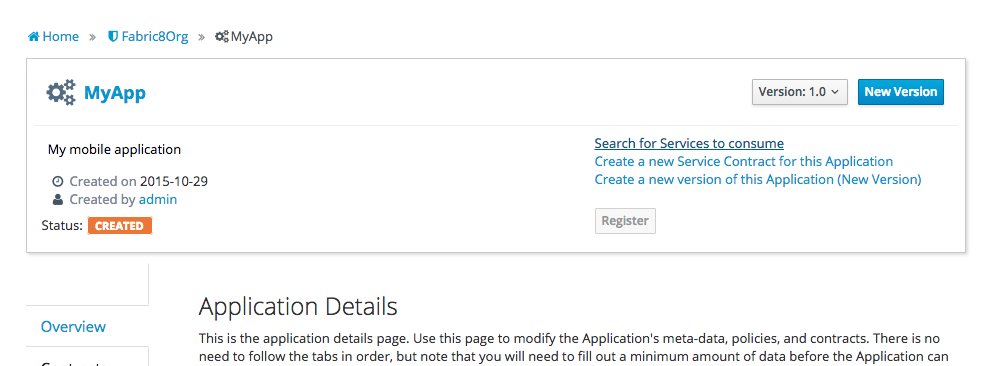 Home » Fabric8Org » MyApp
MyApp
Version: 1.0
New Version
My mobile application
Search for Services to consume
Create a new Service Contract for this Application
Create a new version of this Application (New Version)
Created on 2015-10-29
Created by admin
Status: CREATED
Register
Overview
Application Details
This is the application details page. Use this page to modify the Application's meta-data, policies, and contracts. There is no
need to follow the tabs in order, but note that you will need to fill out a minimum amount of data before the Application can